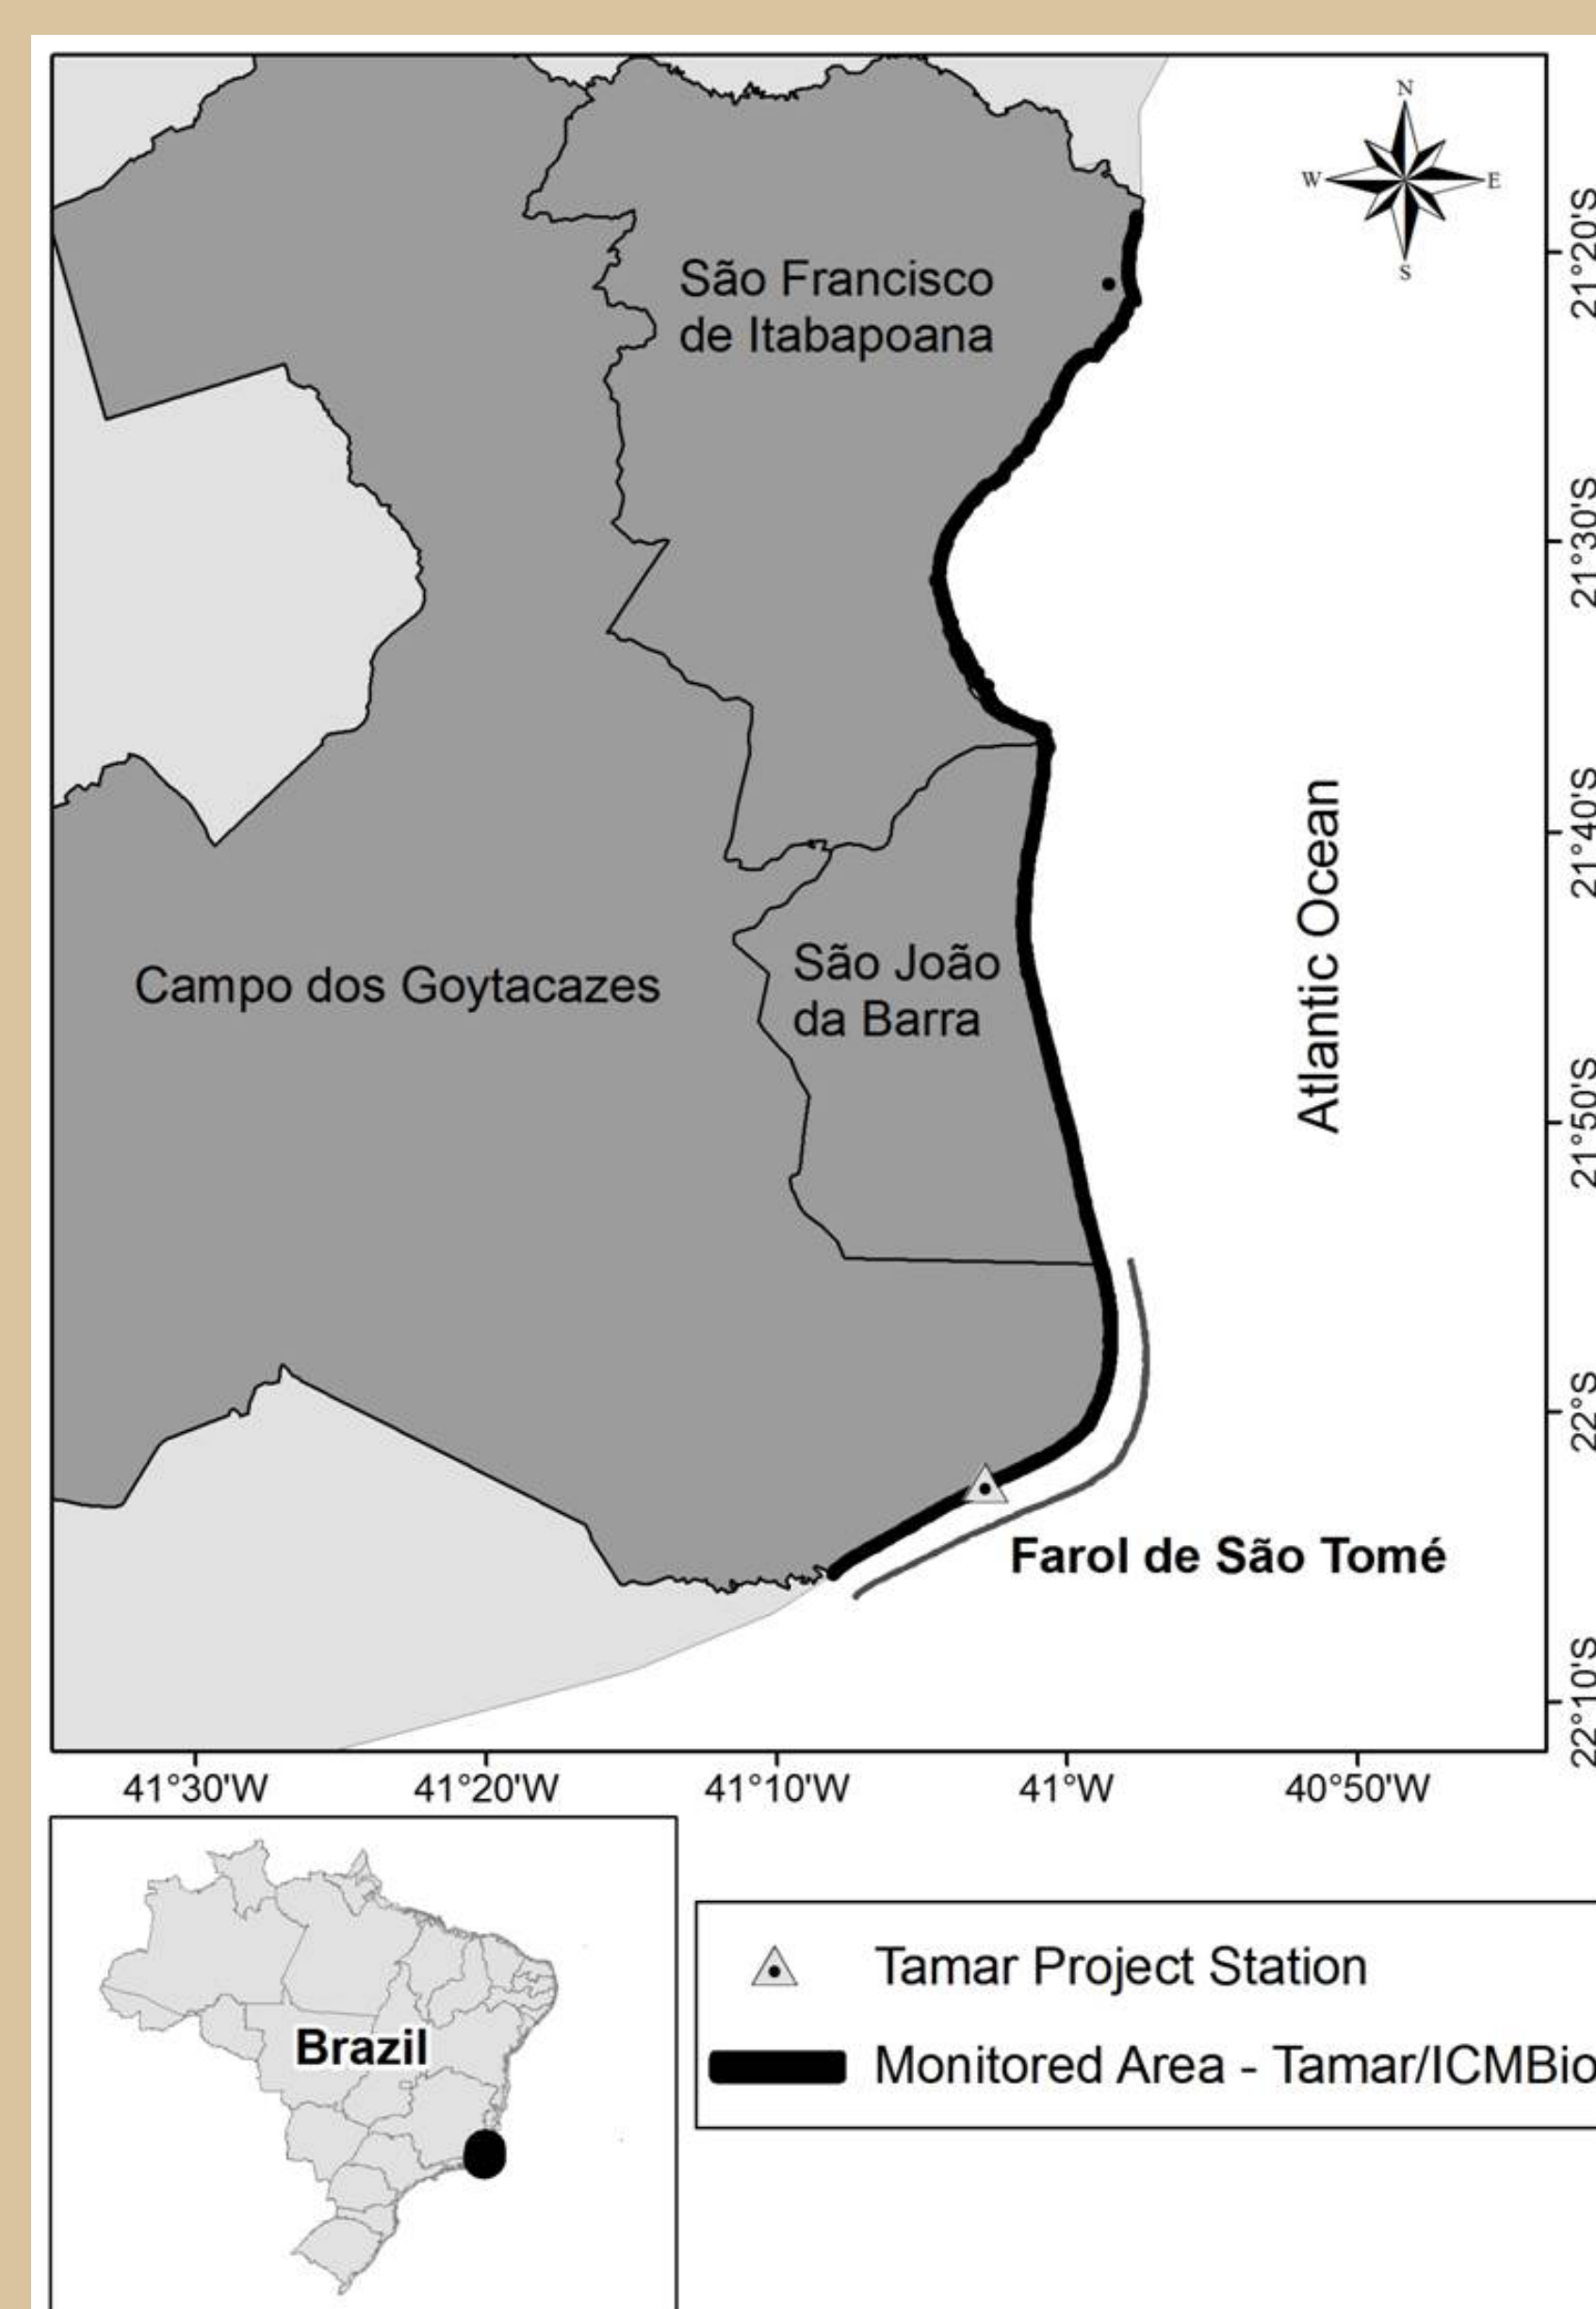 N
W
E
S
21°20'S
São Francisco
de Itabapoana
21°30'S
21°40'S
Atlantic Ocean
São João
da Barra
Campo dos Goytacazes
21°50'S
22°S
Farol de São Tomé
22°10'S
41°30'W
41°20'W
41°10'W
41°W
40°50'W
Brazil
Tamar Project Station
Monitored Area - Tamar/ICMBio